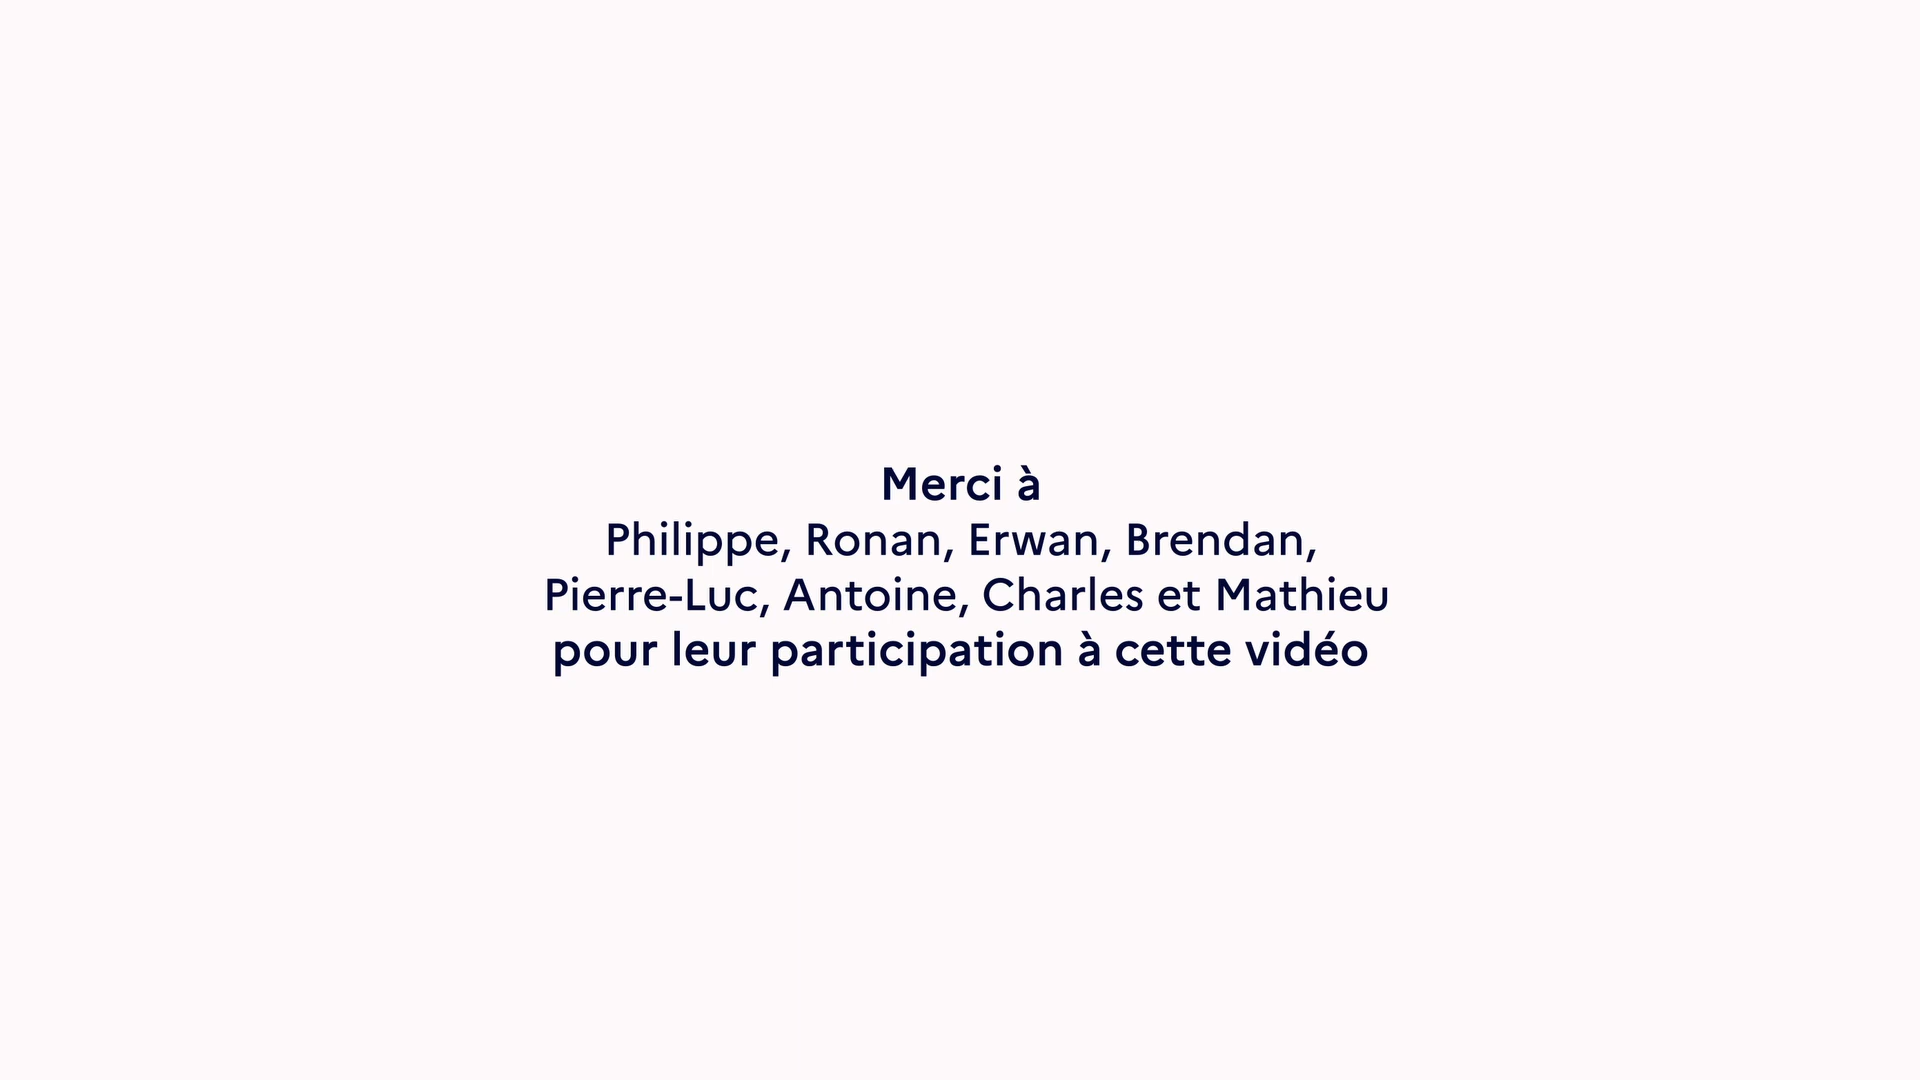 Merci à
Philippe, Ronan, Erwan, Brendan,
Pierre-Luc, Antoine, Charles et Mathieu
pour leur participation à cette vidéo